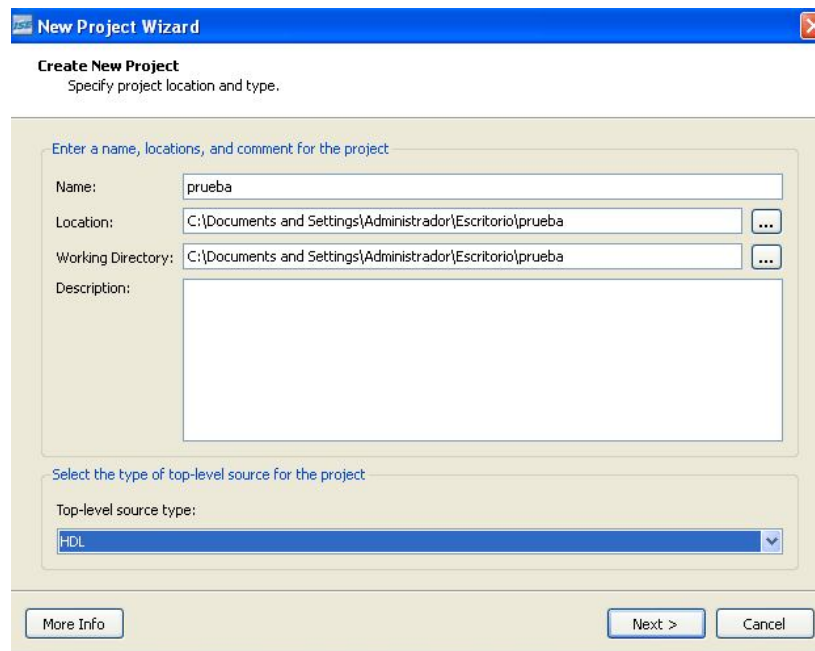 ISE New Project Wizard
Create New Project
Specify project location and type.
Enter a name, locations, and comment for the project
Name: prueba
Location: C:\Documents and Settings\Administrador\Escritorio\prueba ...
Working Directory: C:\Documents and Settings\Administrador\Escritorio\prueba ...
Description:
Select the type of top-level source for the project
Top-level source type:
HDL
More Info Next > Cancel